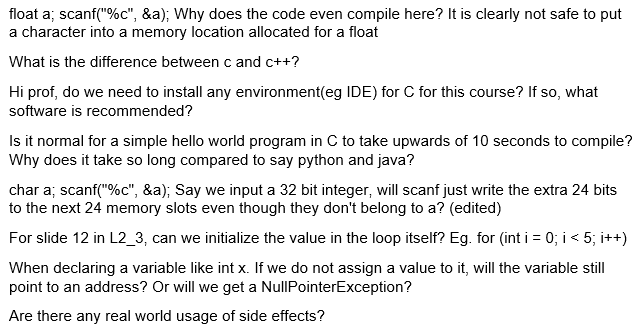 float a; scanf("%c", &a); Why does the code even compile here? It is clearly not safe to put
a character into a memory location allocated for a float
What is the difference between c and c++?
Hi prof, do we need to install any environment(eg IDE) for C for this course? If so, what
software is recommended?
Is it normal for a simple hello world program in C to take upwards of 10 seconds to compile?
Why does it take so long compared to say python and java?
char a; scanf("%c", &a); Say we input a 32 bit integer, will scanf just write the extra 24 bits
to the next 24 memory slots even though they don't belong to a? (edited)
For slide 12 in L2_3, can we initialize the value in the loop itself? Eg. for (int i = 0; i < 5; i++)
When declaring a variable like int x. If we do not assign a value to it, will the variable still
point to an address? Or will we get a NullPointerException?
Are there any real world usage of side effects?